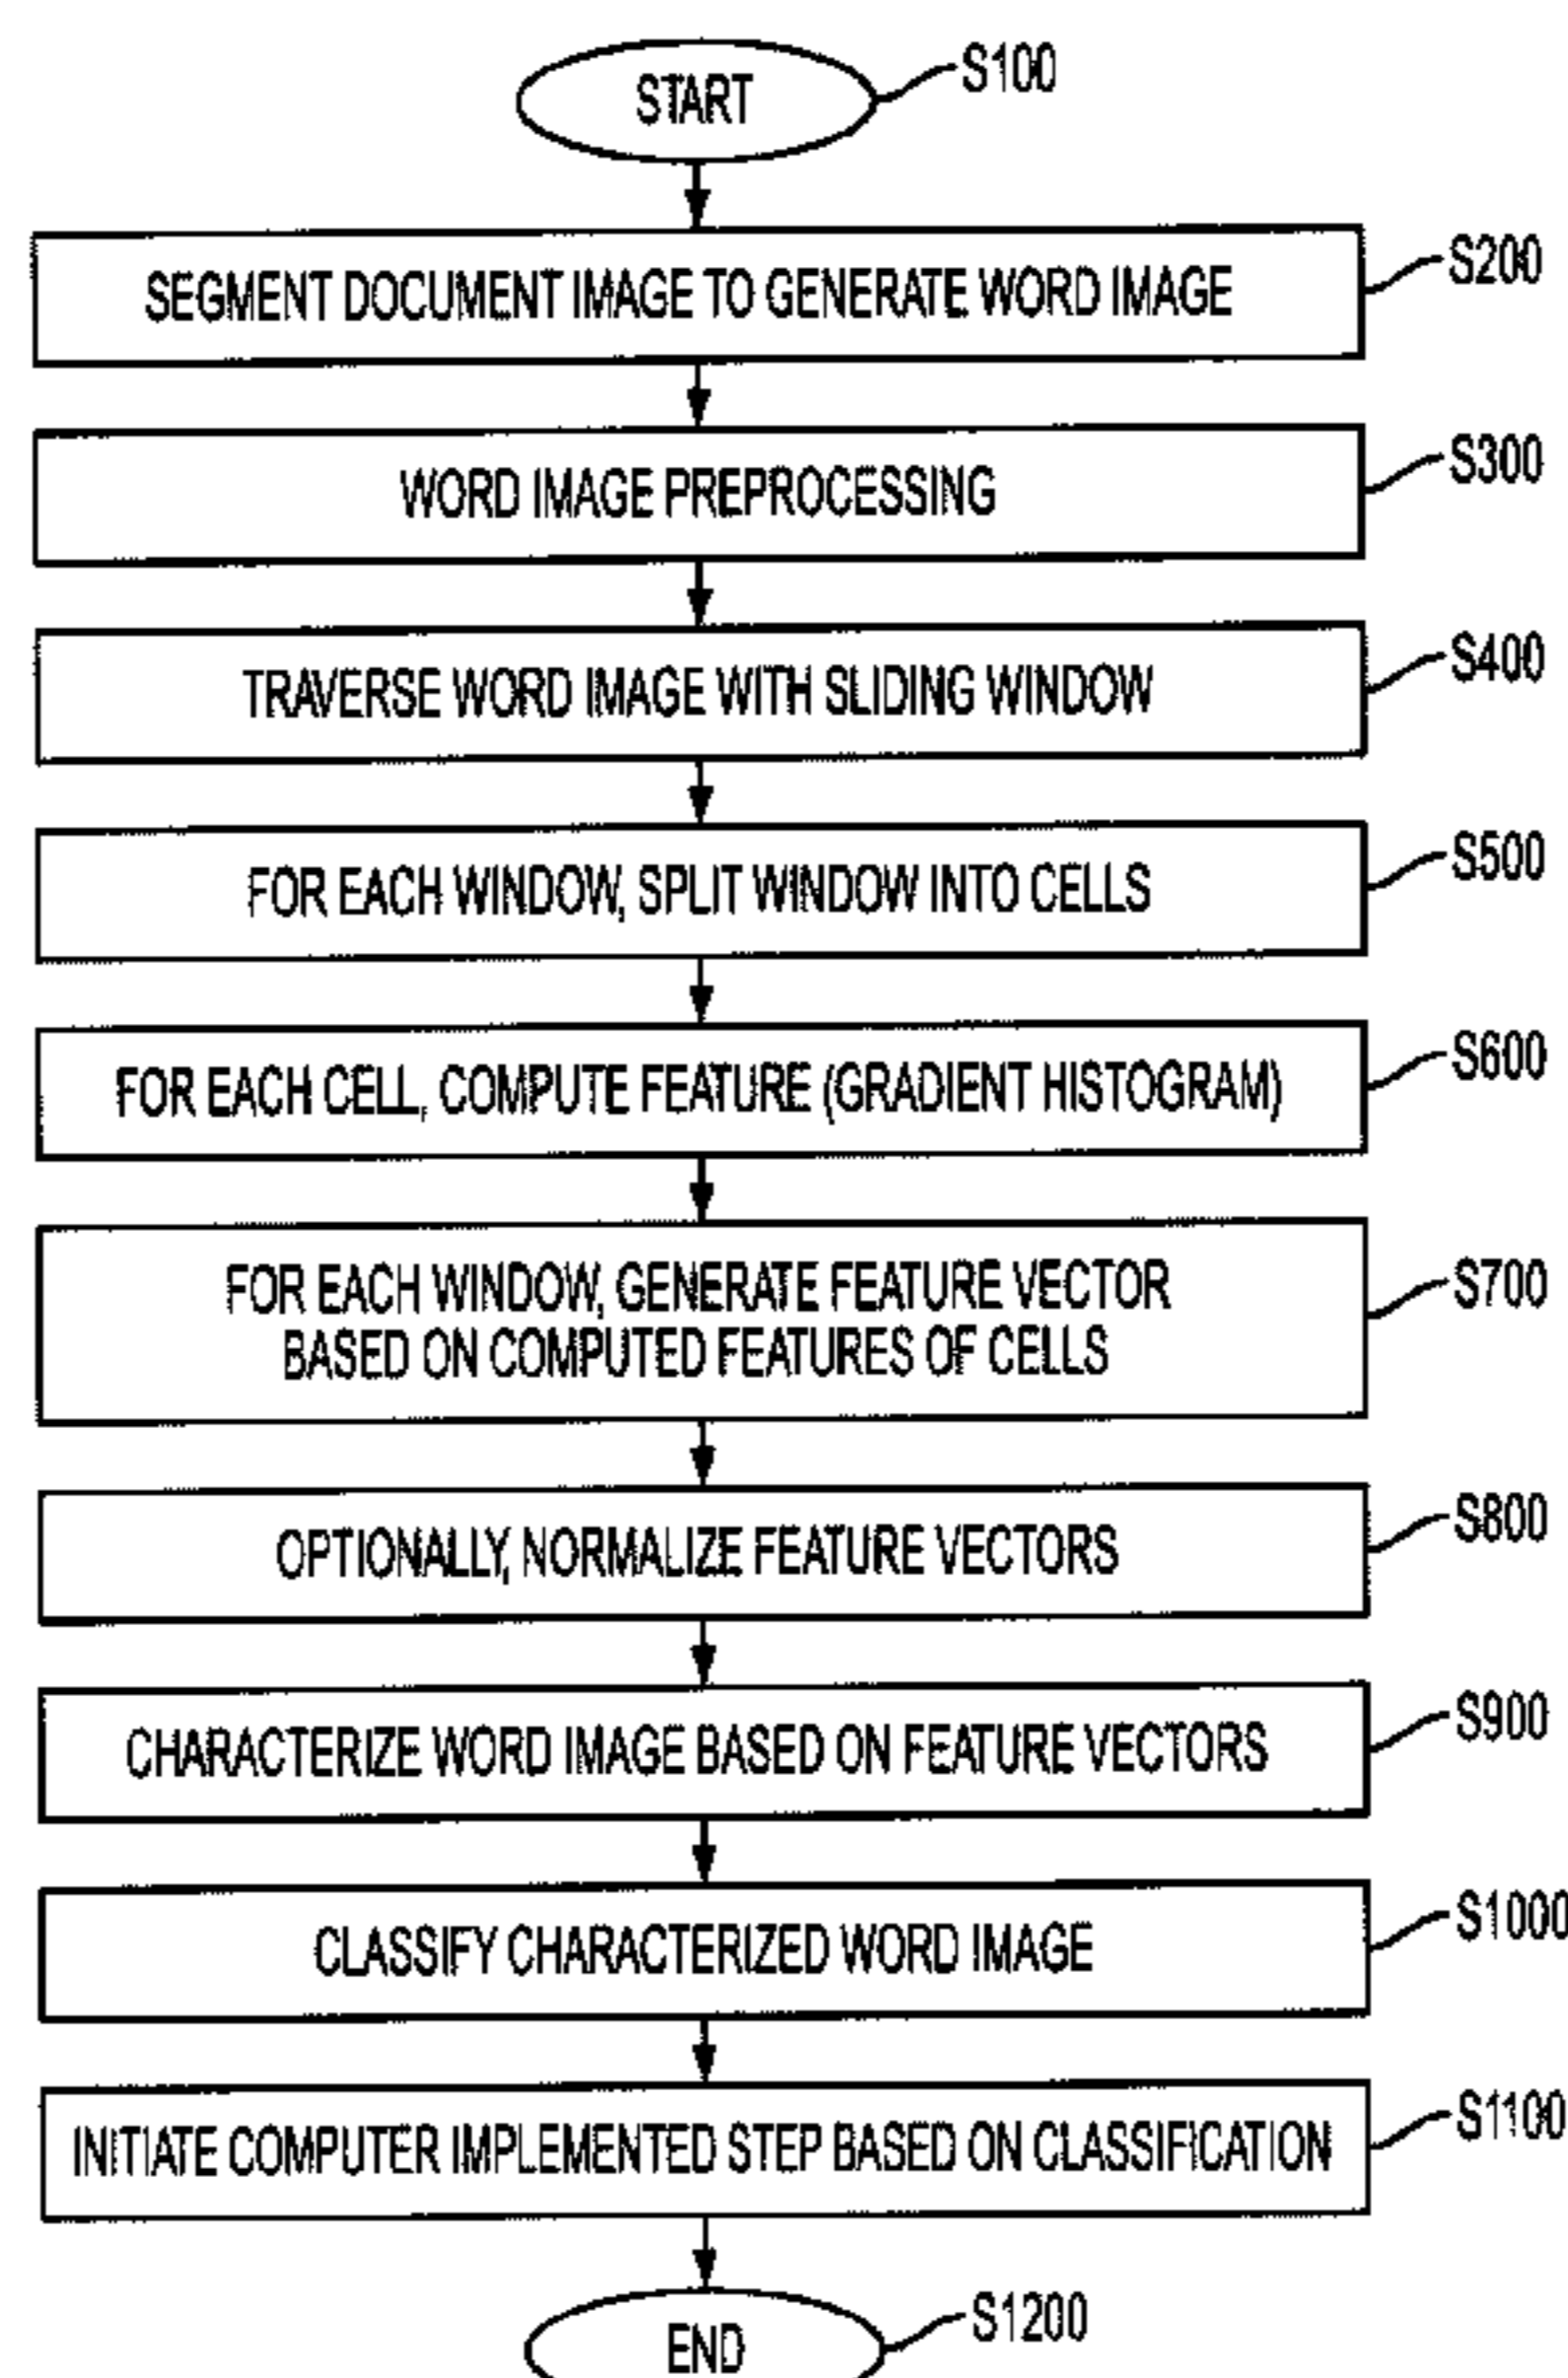 START
S100
SEGMENT DOCUMENT IMAGE TO GENERATE WORD IMAGE
S200
WORD IMAGE PREPROCESSING
S300
TRAVERSE WORD IMAGE WITH SLIDING WINDOW
S400
FOR EACH WINDOW, SPLIT WINDOW INTO CELLS
S500
FOR EACH CELL, COMPUTE FEATURE (GRADIENT HISTOGRAM)
S600
FOR EACH WINDOW, GENERATE FEATURE VECTOR
BASED ON COMPUTED FEATURES OF CELLS
S700
OPTIONALLY, NORMALIZE FEATURE VECTORS
S800
CHARACTERIZE WORD IMAGE BASED ON FEATURE VECTORS
S900
CLASSIFY CHARACTERIZED WORD IMAGE
S1000
INITIATE COMPUTER IMPLEMENTED STEP BASED ON CLASSIFICATION
S1100
END
S1200